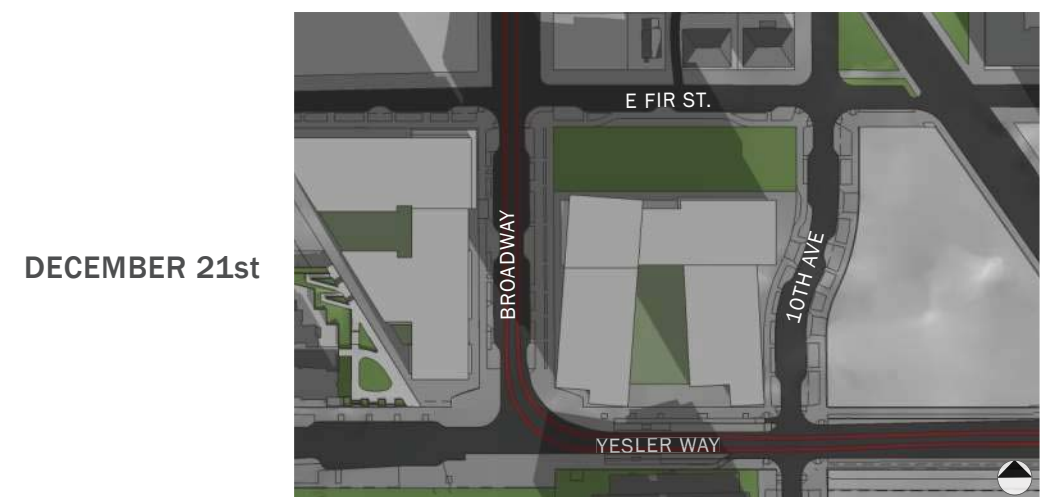 DECEMBER 21st
E FIR ST.
BROADWAY
10TH AVE
YESLER WAY